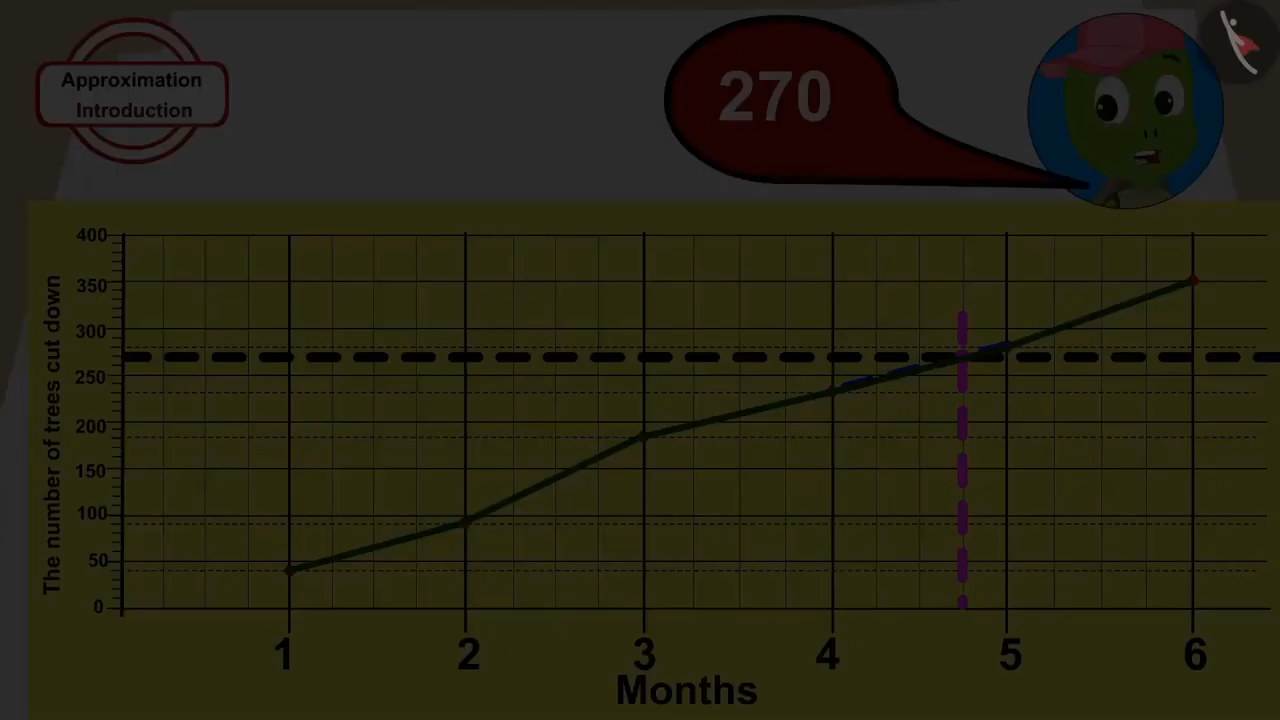 Approximation
Introduction
270
The number of trees cut down
400
350
300
250
200
150
100
50
0
1 2 3 4 5 6
Months